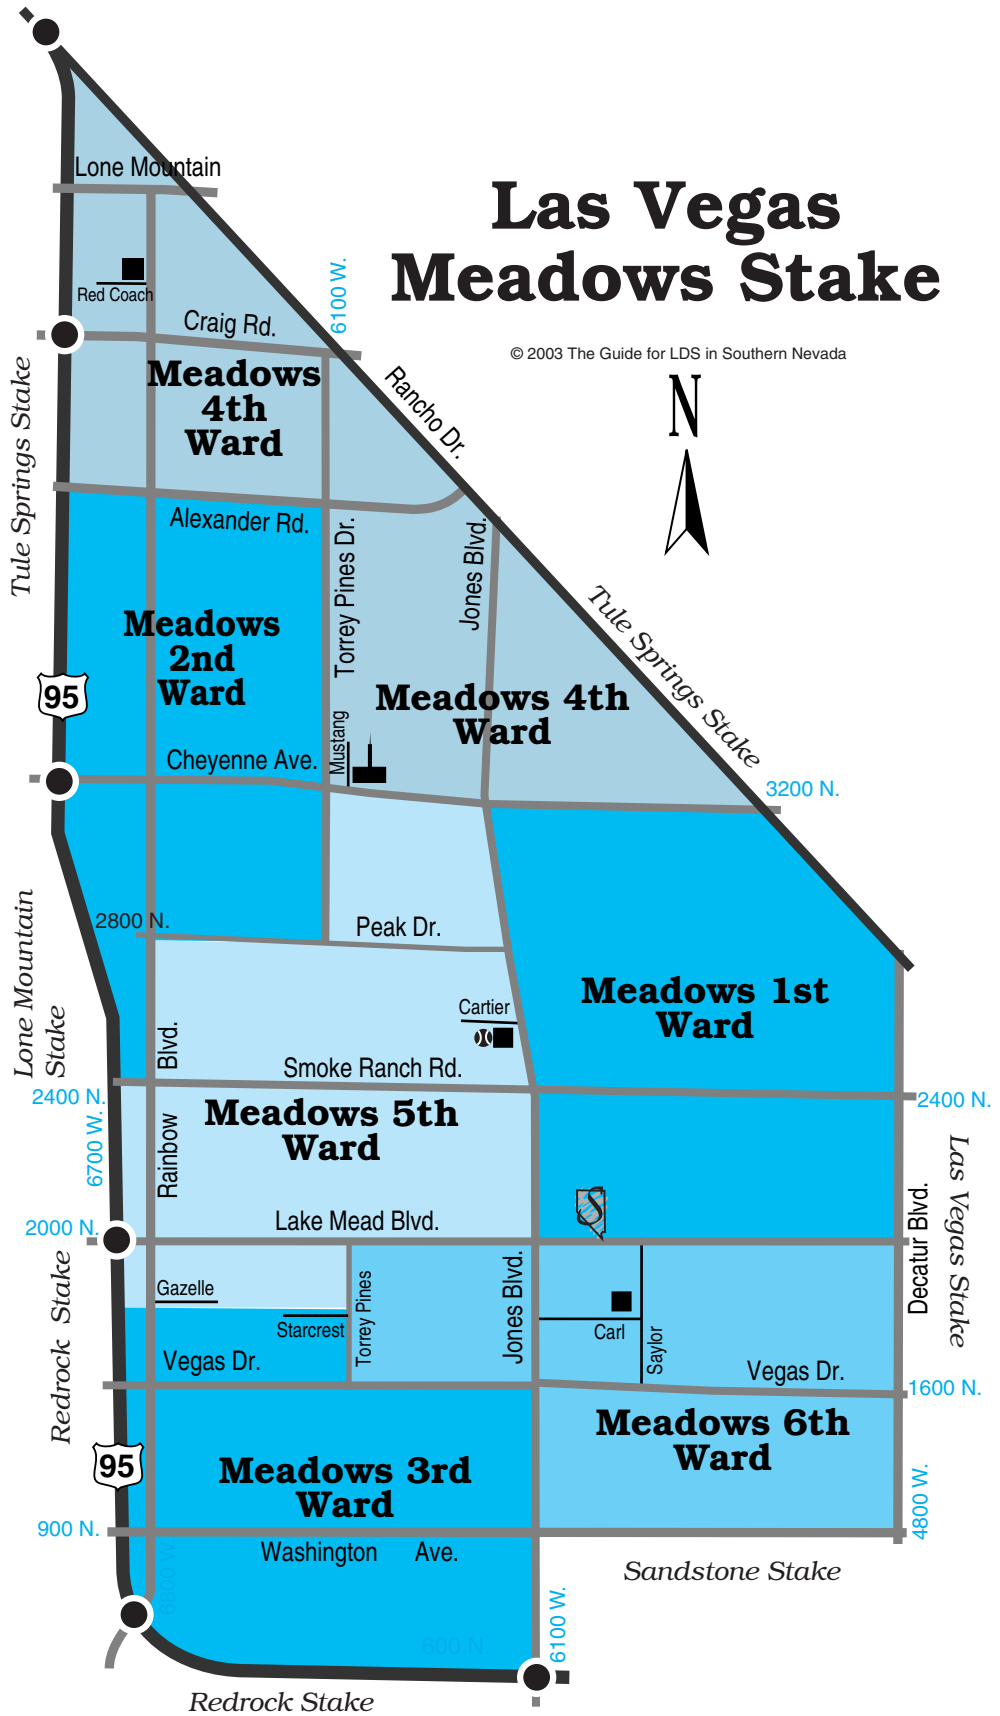 Las Vegas
Meadows Stake
© 2003 The Guide for LDS in Southern Nevada
N
Lone Mountain
Red Coach
Craig Rd.
6100 W.
Rancho Dr.
Tule Springs Stake
Meadows
4th
Ward
Alexander Rd.
Torrey Pines Dr.
Jones Blvd.
Tule Springs Stake
Meadows
2nd
Ward
95
Meadows 4th
Ward
Mustang
Cheyenne Ave.
3200 N.
Lone Mountain
Stake
2800 N.
Peak Dr.
Meadows 1st
Ward
Cartier
Blvd.
Smoke Ranch Rd.
2400 N.
2400 N.
6700 W.
Meadows 5th
Ward
Rainbow
Las Vegas Stake
Decatur Blvd.
S
Lake Mead Blvd.
2000 N.
Redrock Stake
Gazelle
Starcrest
Torrey Pines
Jones Blvd.
Carl
Saylor
Vegas Dr.
Vegas Dr.
1600 N.
Meadows 6th
Ward
95
Meadows 3rd
Ward
4800 W.
900 N.
Washington Ave.
Sandstone Stake
6800 W.
600 N.
6100 W.
Redrock Stake